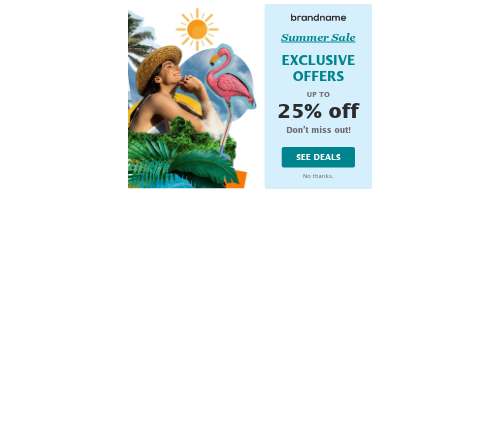 brandname
Summer Sale
EXCLUSIVE
OFFERS
UP TO
25% off
Don't miss out!
SEE DEALS
No thanks.